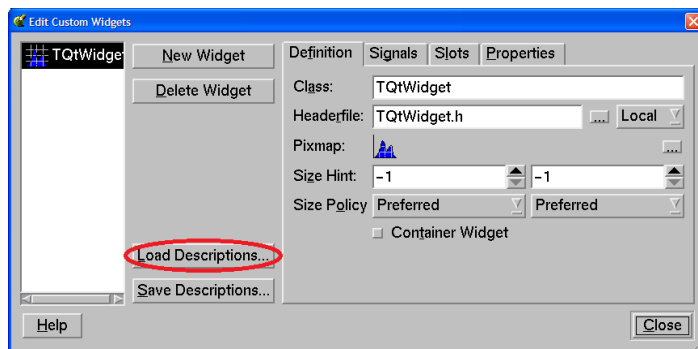 Edit Custom Widgets
TQtWidget
New Widget
Delete Widget
Load Descriptions...
Save Descriptions...
Definition
Signals
Slots
Properties
Class: TQtWidget
Headerfile: TQtWidget.h ... Local
Pixmap: ...
Size Hint: -1 -1
Size Policy Preferred Preferred
Container Widget
Help
Close